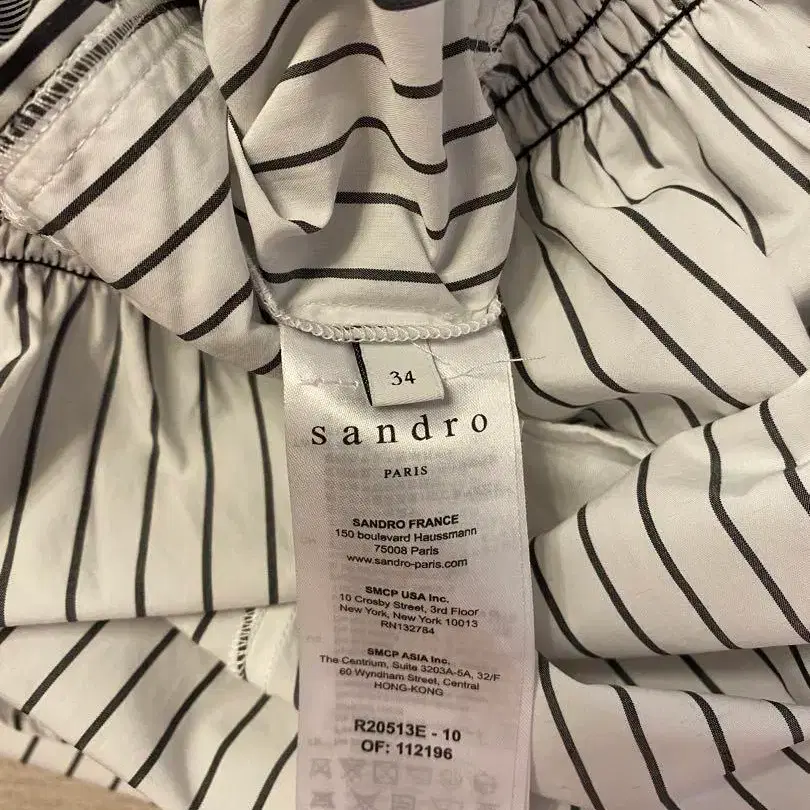 34
sandro
PARIS
SANDRO FRANCE
150 boulevard Haussmann
75008 Paris
www.sandro-paris.com
SMCP USA Inc.
10 Crosby Street, 3rd Floor
New York, New York 10013
RN132784
SMCP ASIA Inc.
The Centrium, Suite 3203A-5A, 32/F
60 Wyndham Street, Central
HONG-KONG
R20513E - 10
OF: 112196